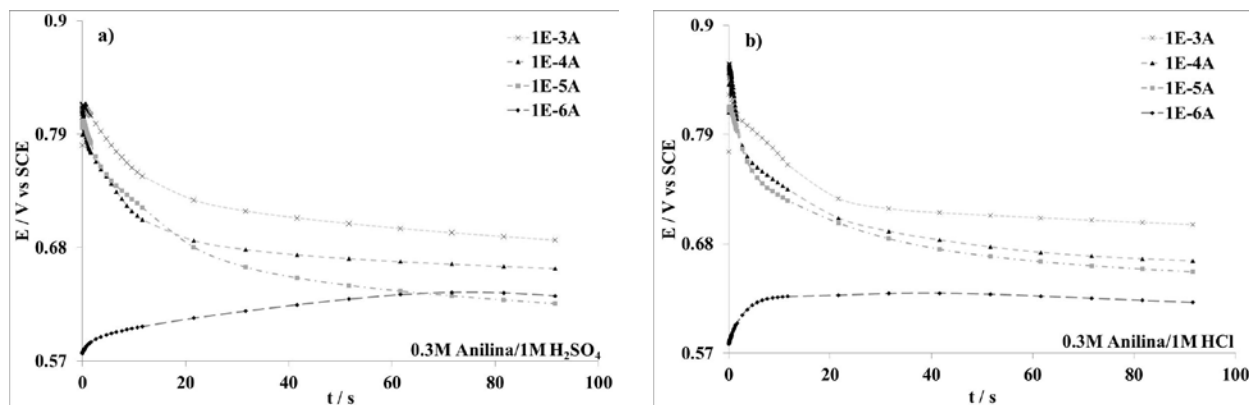 a)
0.9
0.79
0.68
0.57
E / V vs SCE
1E-3A
1E-4A
1E-5A
1E-6A
0.3M Anilina/1M H₂SO₄
0 20 40 60 80 100
t / s
b)
0.9
0.79
0.68
0.57
E / V vs SCE
1E-3A
1E-4A
1E-5A
1E-6A
0.3M Anilina/1M HCl
0 20 40 60 80 100
t / s